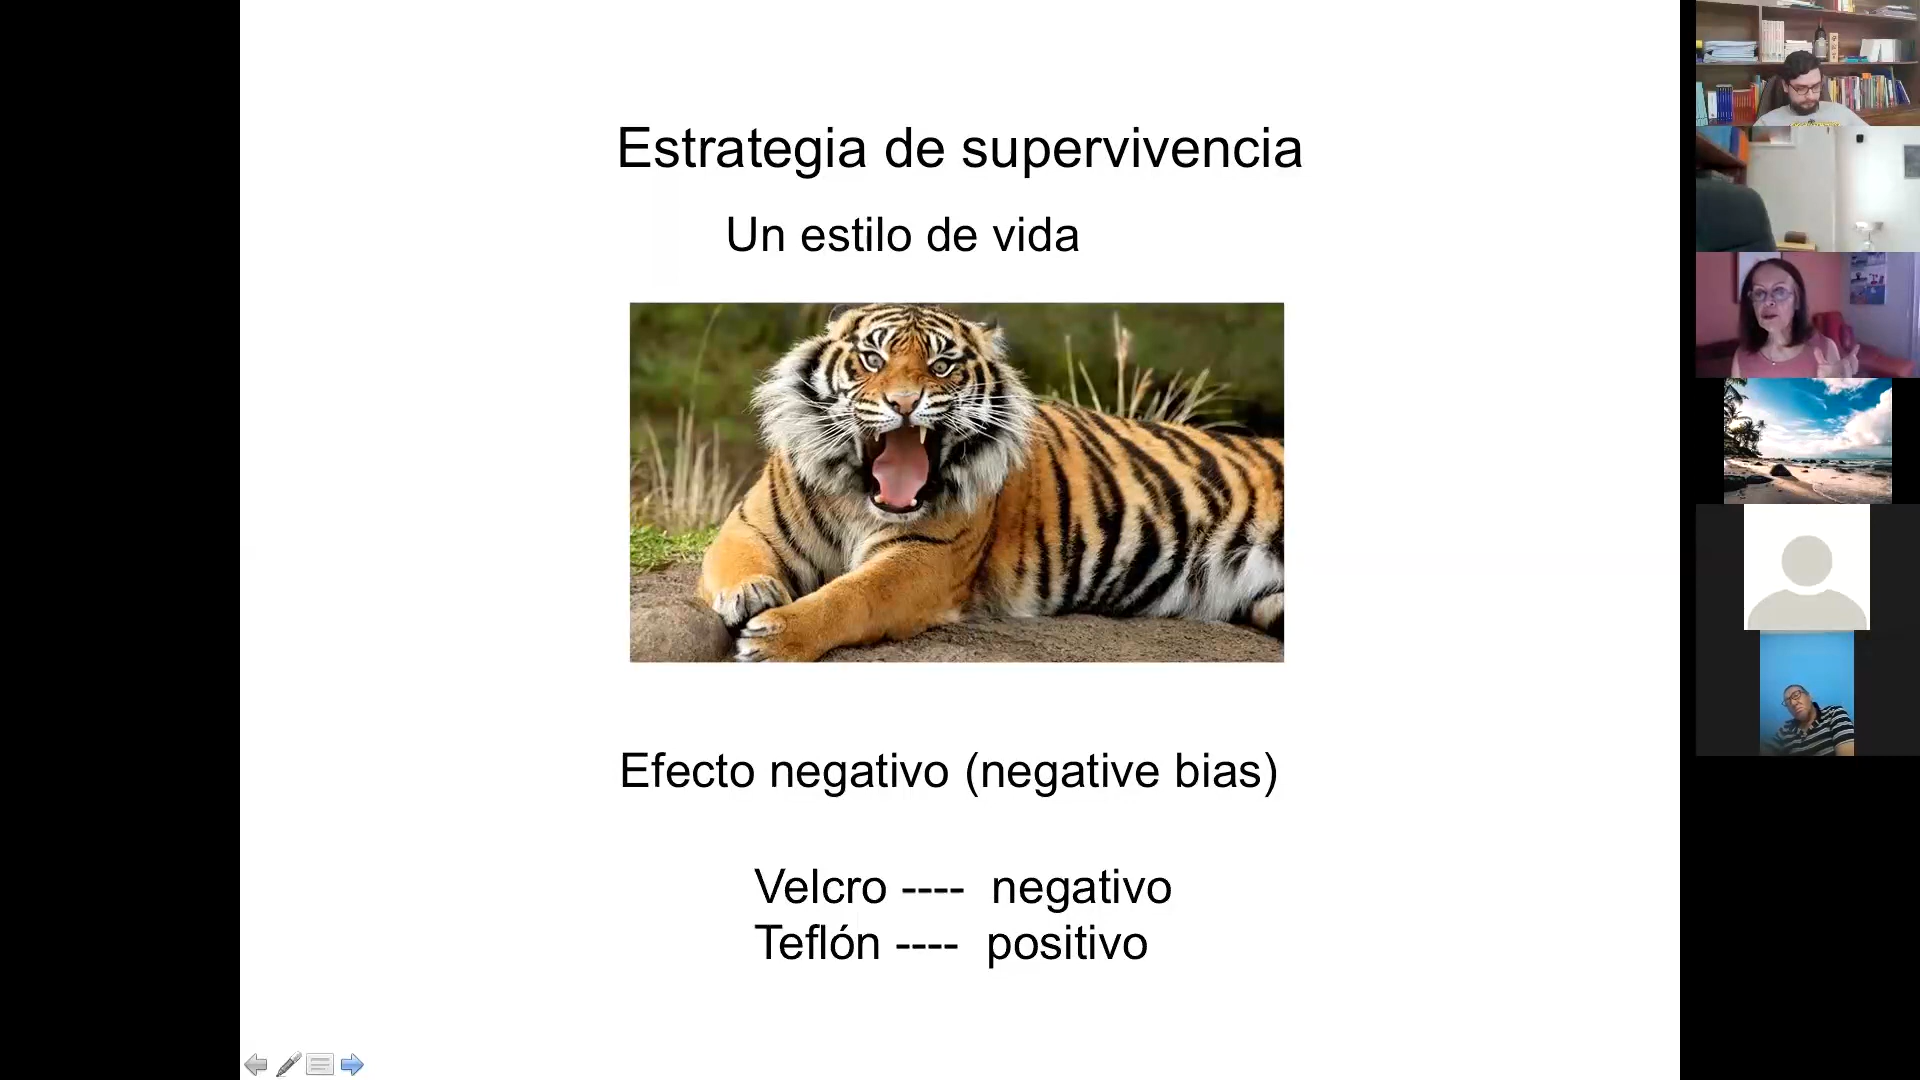 Estrategia de supervivencia
Un estilo de vida
Efecto negativo (negative bias)
Velcro ---- negativo
Teflón ---- positivo